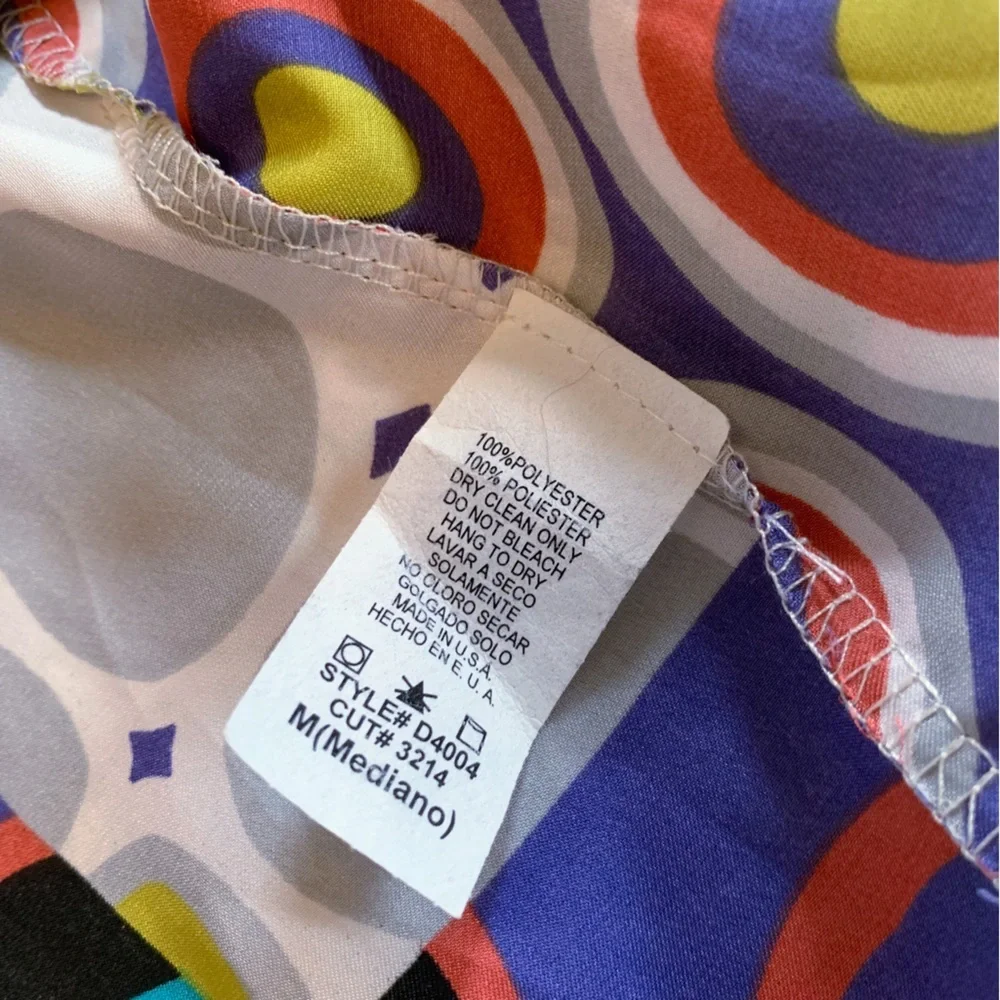 100%POLYESTER
100% POLIESTER
DRY CLEAN ONLY
DO NOT BLEACH
HANG TO DRY
LAVAR A SECO
SOLAMENTE
NO CLORO SECAR
GOLGADO SOLO
MADE IN U.S.A.
HECHO EN E. U. A.
STYLE# D4004
CUT# 3214
M(Mediano)